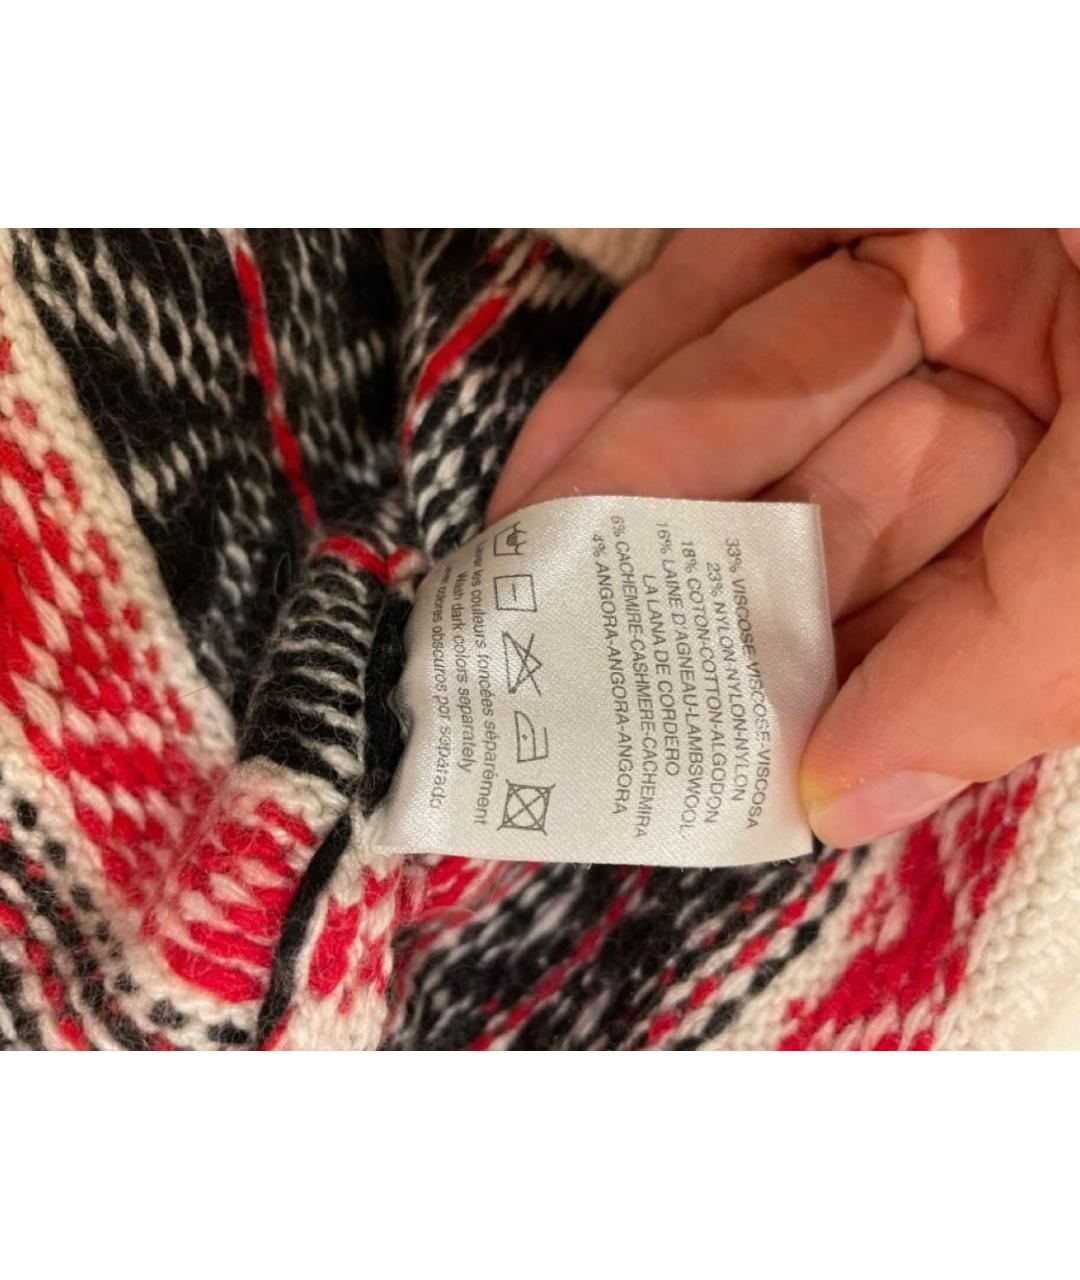 33% VISCOSE-VISCOSE-VISCOSA
23% NYLON-NYLON-NYLON
18% COTON-COTTON-ALGODON
16% LAINE D'AGNEAU-LAMBSWOOL
LA LANA DE CORDERO
6% CACHEMIRE-CASHMERE-CACHEMIRA
4% ANGORA-ANGORA-ANGORA
les couleurs foncées séparément
Wash dark colors separately
colores obscuros por separado